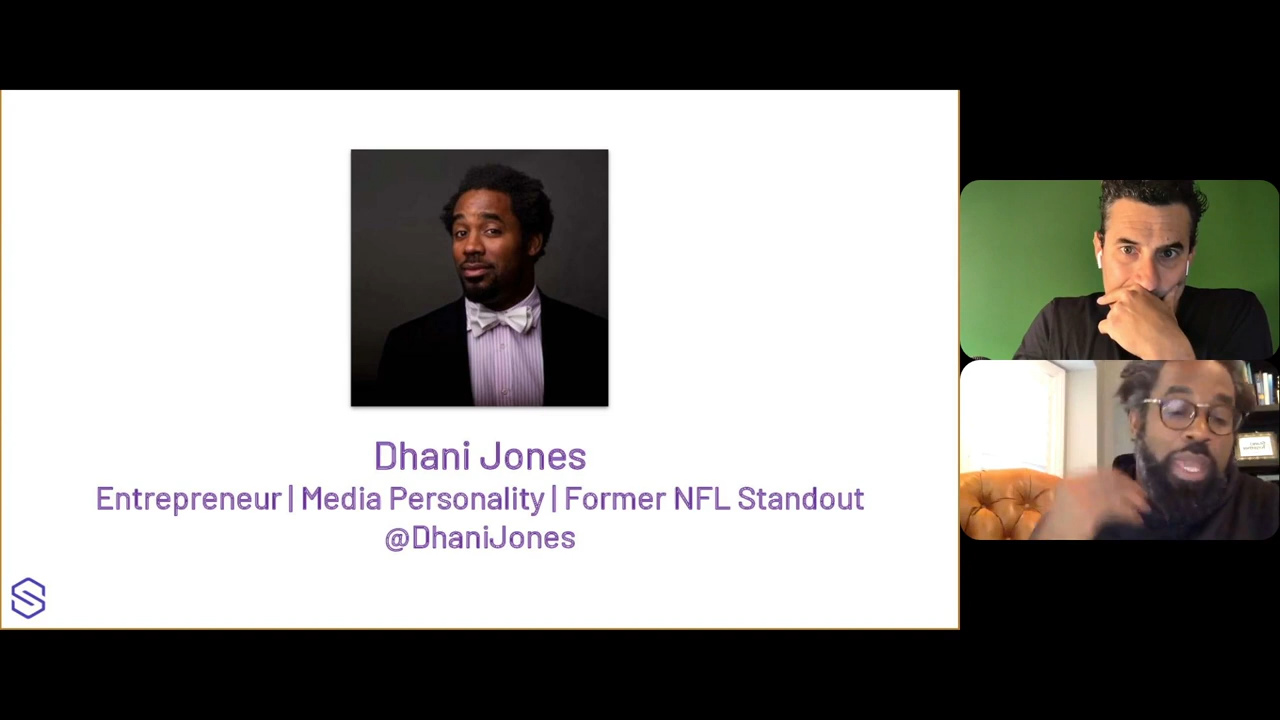 Dhani Jones
Entrepreneur | Media Personality | Former NFL Standout
@DhaniJones